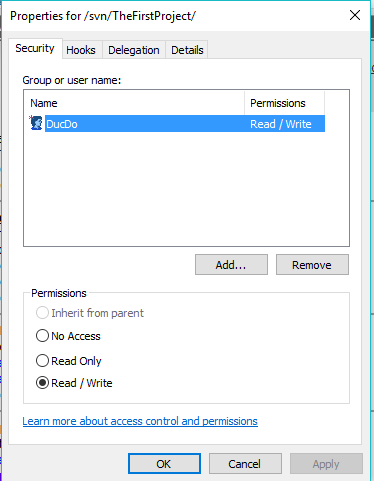 Properties for /svn/TheFirstProject/
Security Hooks Delegation Details
Group or user name:
Name Permissions
DucDo Read / Write
Add... Remove
Permissions
Inherit from parent
No Access
Read Only
Read / Write
Learn more about access control and permissions
OK Cancel Apply